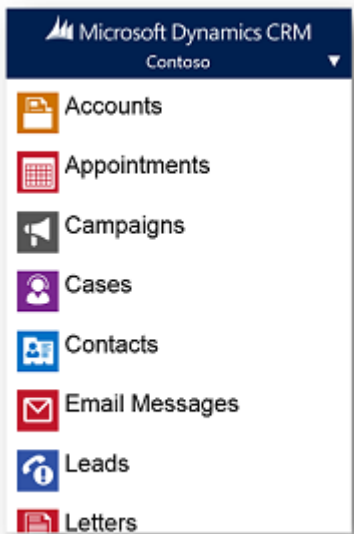 Microsoft Dynamics CRM
Contoso
Accounts
Appointments
Campaigns
Cases
Contacts
Email Messages
Leads
Letters